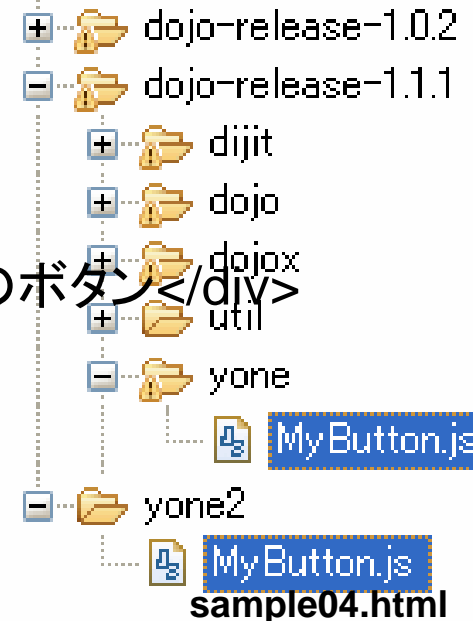 dojo-release-1.0.2
dojo-release-1.1.1
dijit
dojo
dojox
のボタン</div>
util
yone
MyButton.js
yone2
MyButton.js
sample04.html